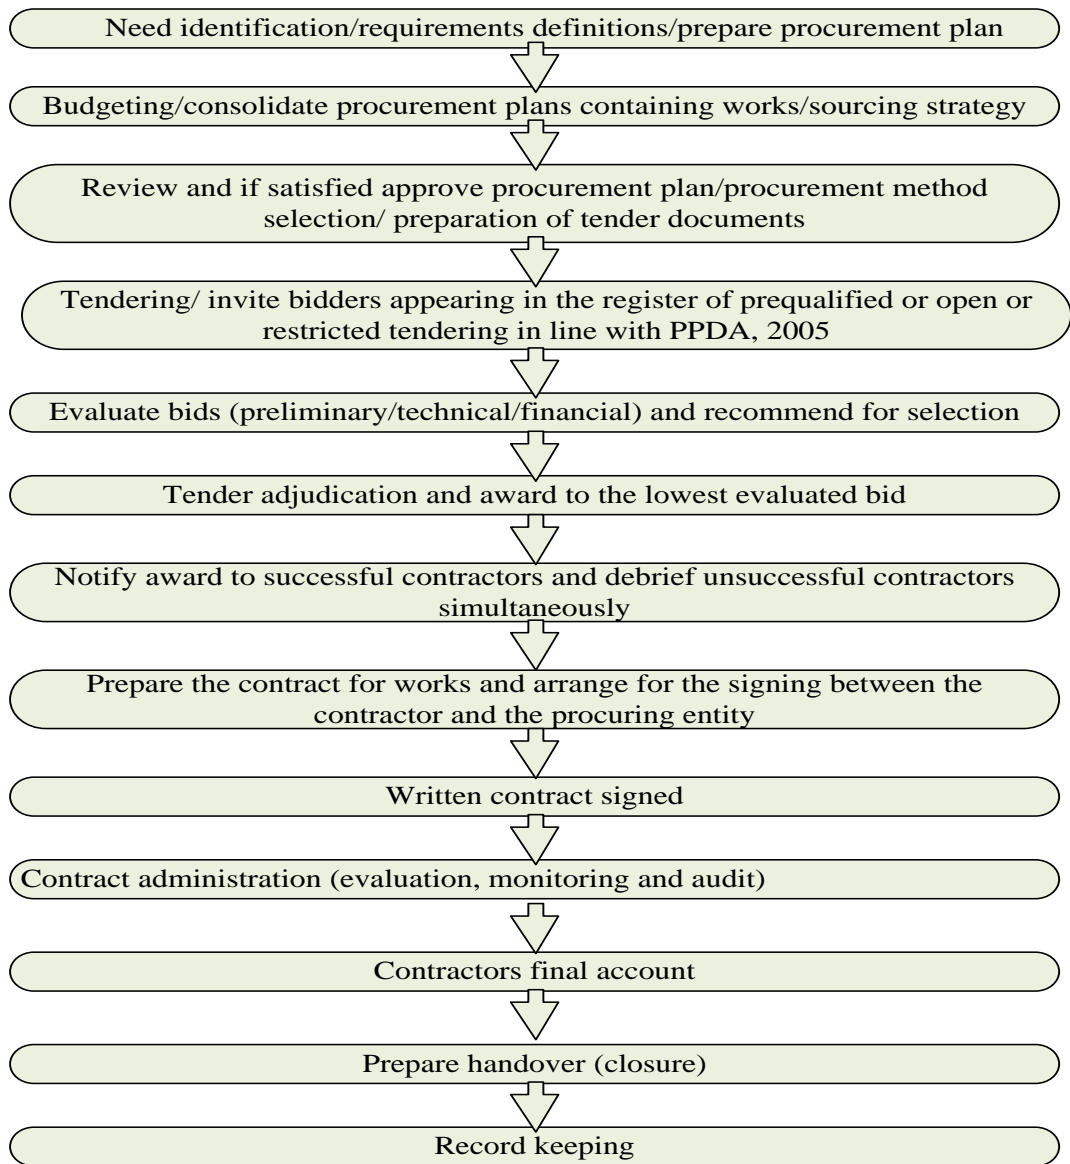 Need identification/requirements definitions/prepare procurement plan
Budgeting/consolidate procurement plans containing works/sourcing strategy
Review and if satisfied approve procurement plan/procurement method
selection/ preparation of tender documents
Tendering/ invite bidders appearing in the register of prequalified or open or
restricted tendering in line with PPDA, 2005
Evaluate bids (preliminary/technical/financial) and recommend for selection
Tender adjudication and award to the lowest evaluated bid
Notify award to successful contractors and debrief unsuccessful contractors
simultaneously
Prepare the contract for works and arrange for the signing between the
contractor and the procuring entity
Written contract signed
Contract administration (evaluation, monitoring and audit)
Contractors final account
Prepare handover (closure)
Record keeping